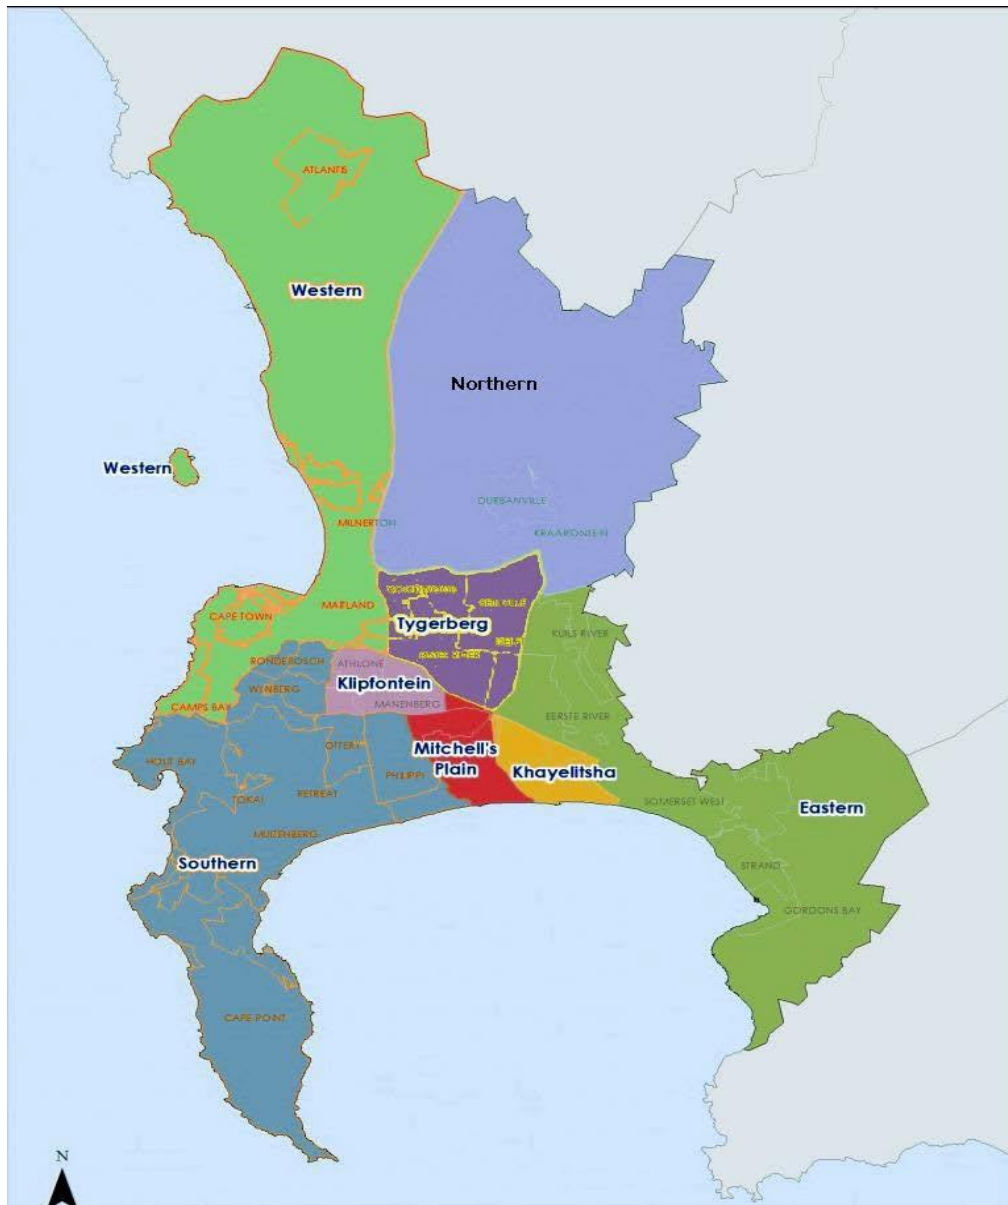 ATLANTIS
Western
Northern
Western
DURBANVILLE
MILNERTON
MAITLAND
CAPE TOWN
Tygerberg
KUILS RIVER
RONDEBOSCH
ATHLONE
Klipfontein
MANENBERG
CAMPS BAY
EERSTE RIVER
OTTERY
Mitchell's
Plain
HOUT BAY
PHILIPPI
Khayelitsha
TOKAI
RETREAT
SOMERSET WEST
Eastern
MUIZENBERG
Southern
STRAND
GORDONS BAY
CAPE POINT
N